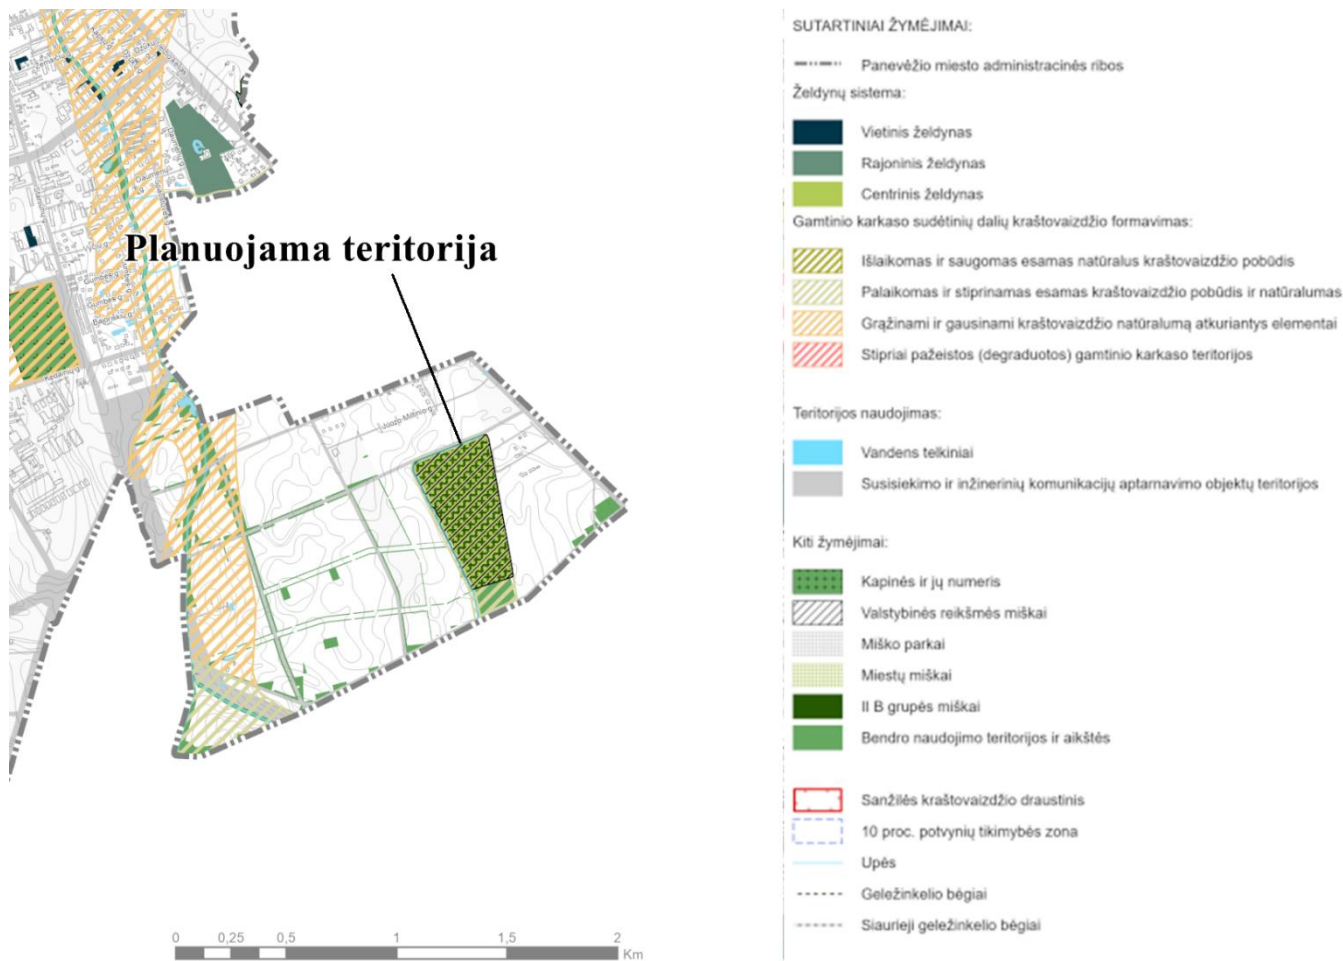 SUTARTINIAI ŽYMĖJIMAI:
Panevėžio miesto administracinės ribos
Želdynų sistema:
Vietinis želdynas
Rajoninis želdynas
Centrinis želdynas
Gamtinio karkaso sudėtinių dalių kraštovaizdžio formavimas:
Išlaikomas ir saugomas esamas natūralus kraštovaizdžio pobūdis
Palaikomas ir stiprinamas esamas kraštovaizdžio pobūdis ir natūralumas
Grąžinami ir gausinami kraštovaizdžio natūralumą atkuriantys elementai
Stipriai pažeistos (degraduotos) gamtinio karkaso teritorijos
Teritorijos naudojimas:
Vandens telkiniai
Susisiekimo ir inžinerinių komunikacijų aptarnavimo objektų teritorijos
Kiti žymėjimai:
Kapinės ir jų numeris
Valstybinės reikšmės miškai
Miško parkai
Miestų miškai
II B grupės miškai
Bendro naudojimo teritorijos ir aikštės
Sanžilės kraštovaizdžio draustinis
10 proc. potvynių tikimybės zona
Upės
Geležinkelio bėgiai
Siaurieji geležinkelio bėgiai
Planuojama teritorija
0 0,25 0,5 1 1,5 2
Km